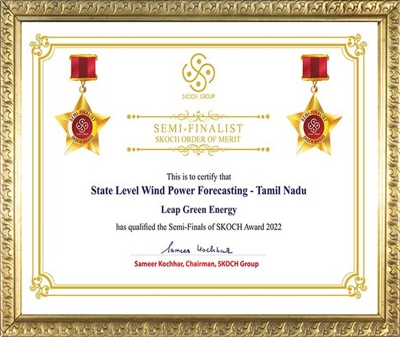 SKOCH GROUP
SEMI-FINALIST
SKOCH ORDER OF MERIT
This is to certify that
State Level Wind Power Forecasting - Tamil Nadu
Leap Green Energy
has qualified the Semi-Finals of SKOCH Award 2022
Sameer Kochhar
Sameer Kochhar, Chairman, SKOCH Group